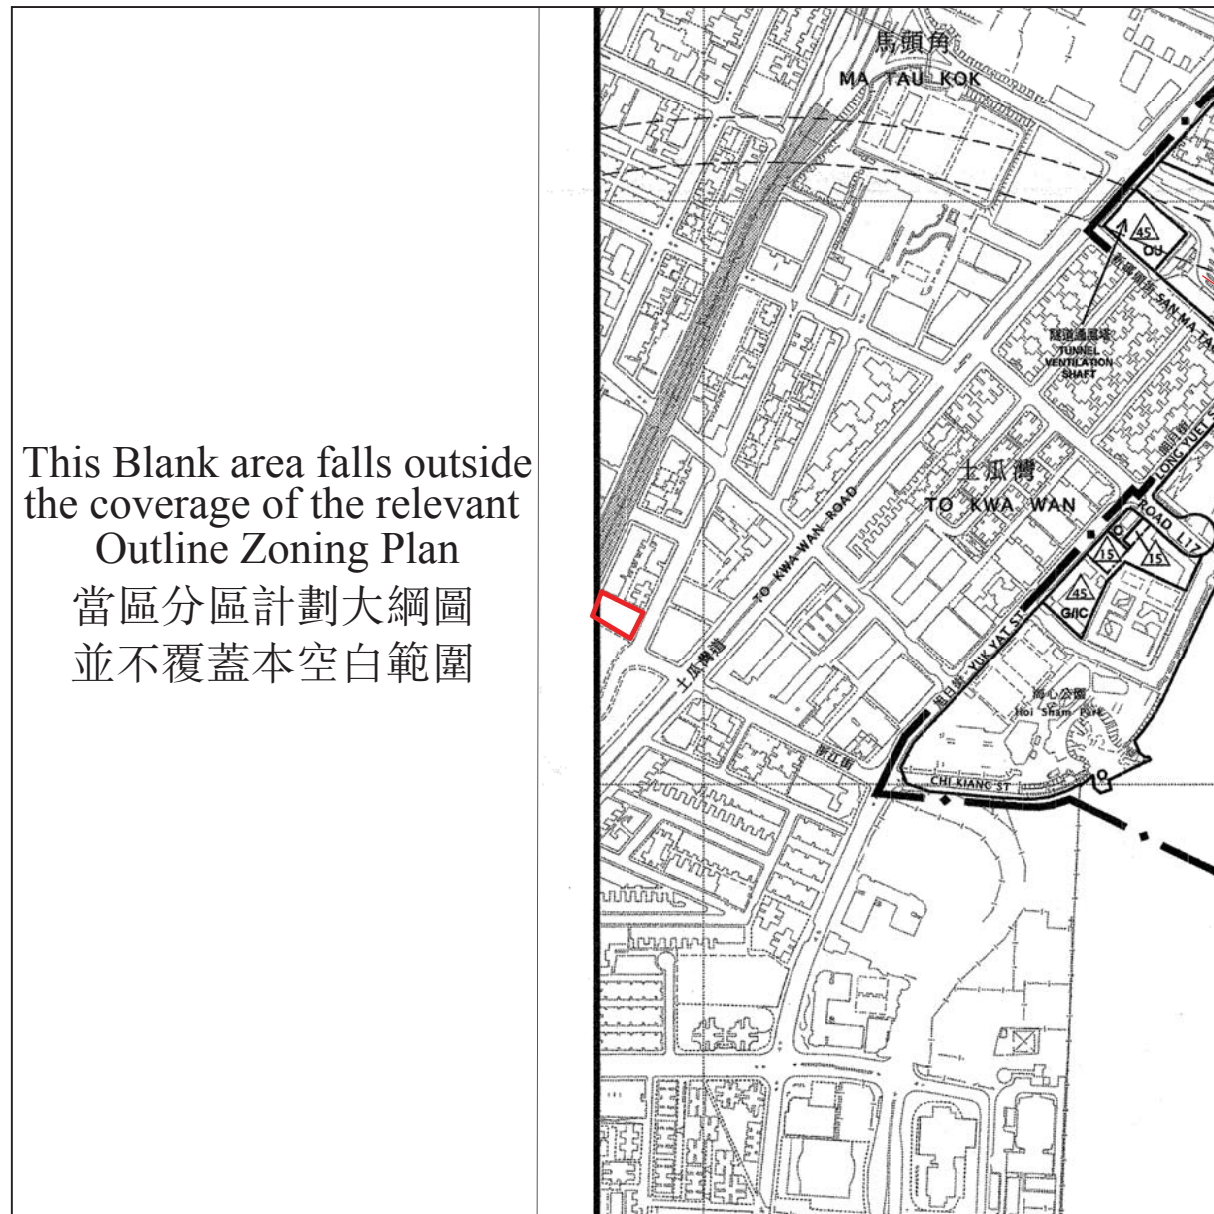 This Blank area falls outside
the coverage of the relevant
Outline Zoning Plan
當區分區計劃大綱圖
並不覆蓋本空白範圍
馬頭角
MA TAU KOK
45
OU
SAN MA TAU
隧道通風塔
TUNNEL
VENTILATION
SHAFT
LONG YUET
土瓜灣
TO KWA WAN
TO KWA WAN ROAD
土瓜灣道
ROAD L17
O
15
15
45
G/IC
旭日街 YUK YAT ST
海心公園
Hoi Sham Park
浙江街
CHI KIANG ST
O